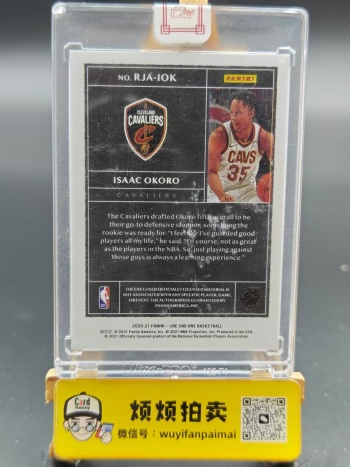 One
NO. RJA-IOK
PANINI
CLEVELAND
CAVALIERS
CAVS
35
ISAAC OKORO
CAVALIERS
The Cavaliers drafted Okoro fifth overall to be
their go-to defensive stopper, something the
rookie was ready for. "I feel like I've guarded good
players all my life," he said. "Of course, not as great
as the players in the NBA. So, just playing against
those guys is always a learning experience."
THE ENCLOSED OFFICIALLY LICENSED MATERIAL IS
NOT ASSOCIATED WITH ANY SPECIFIC PLAYER, GAME,
OR EVENT. THE AUTOGRAPH IS GUARANTEED BY
PANINI AMERICA, INC.
NBA
2020-21 PANINI – ONE AND ONE BASKETBALL
© 2021 Panini America, Inc. © 2021 NBA Properties, Inc. Produced in the USA.
© 2021 Officially licensed product of the National Basketball Players Association.
Card
烦烦拍卖
微信号：wuyifanpaimai